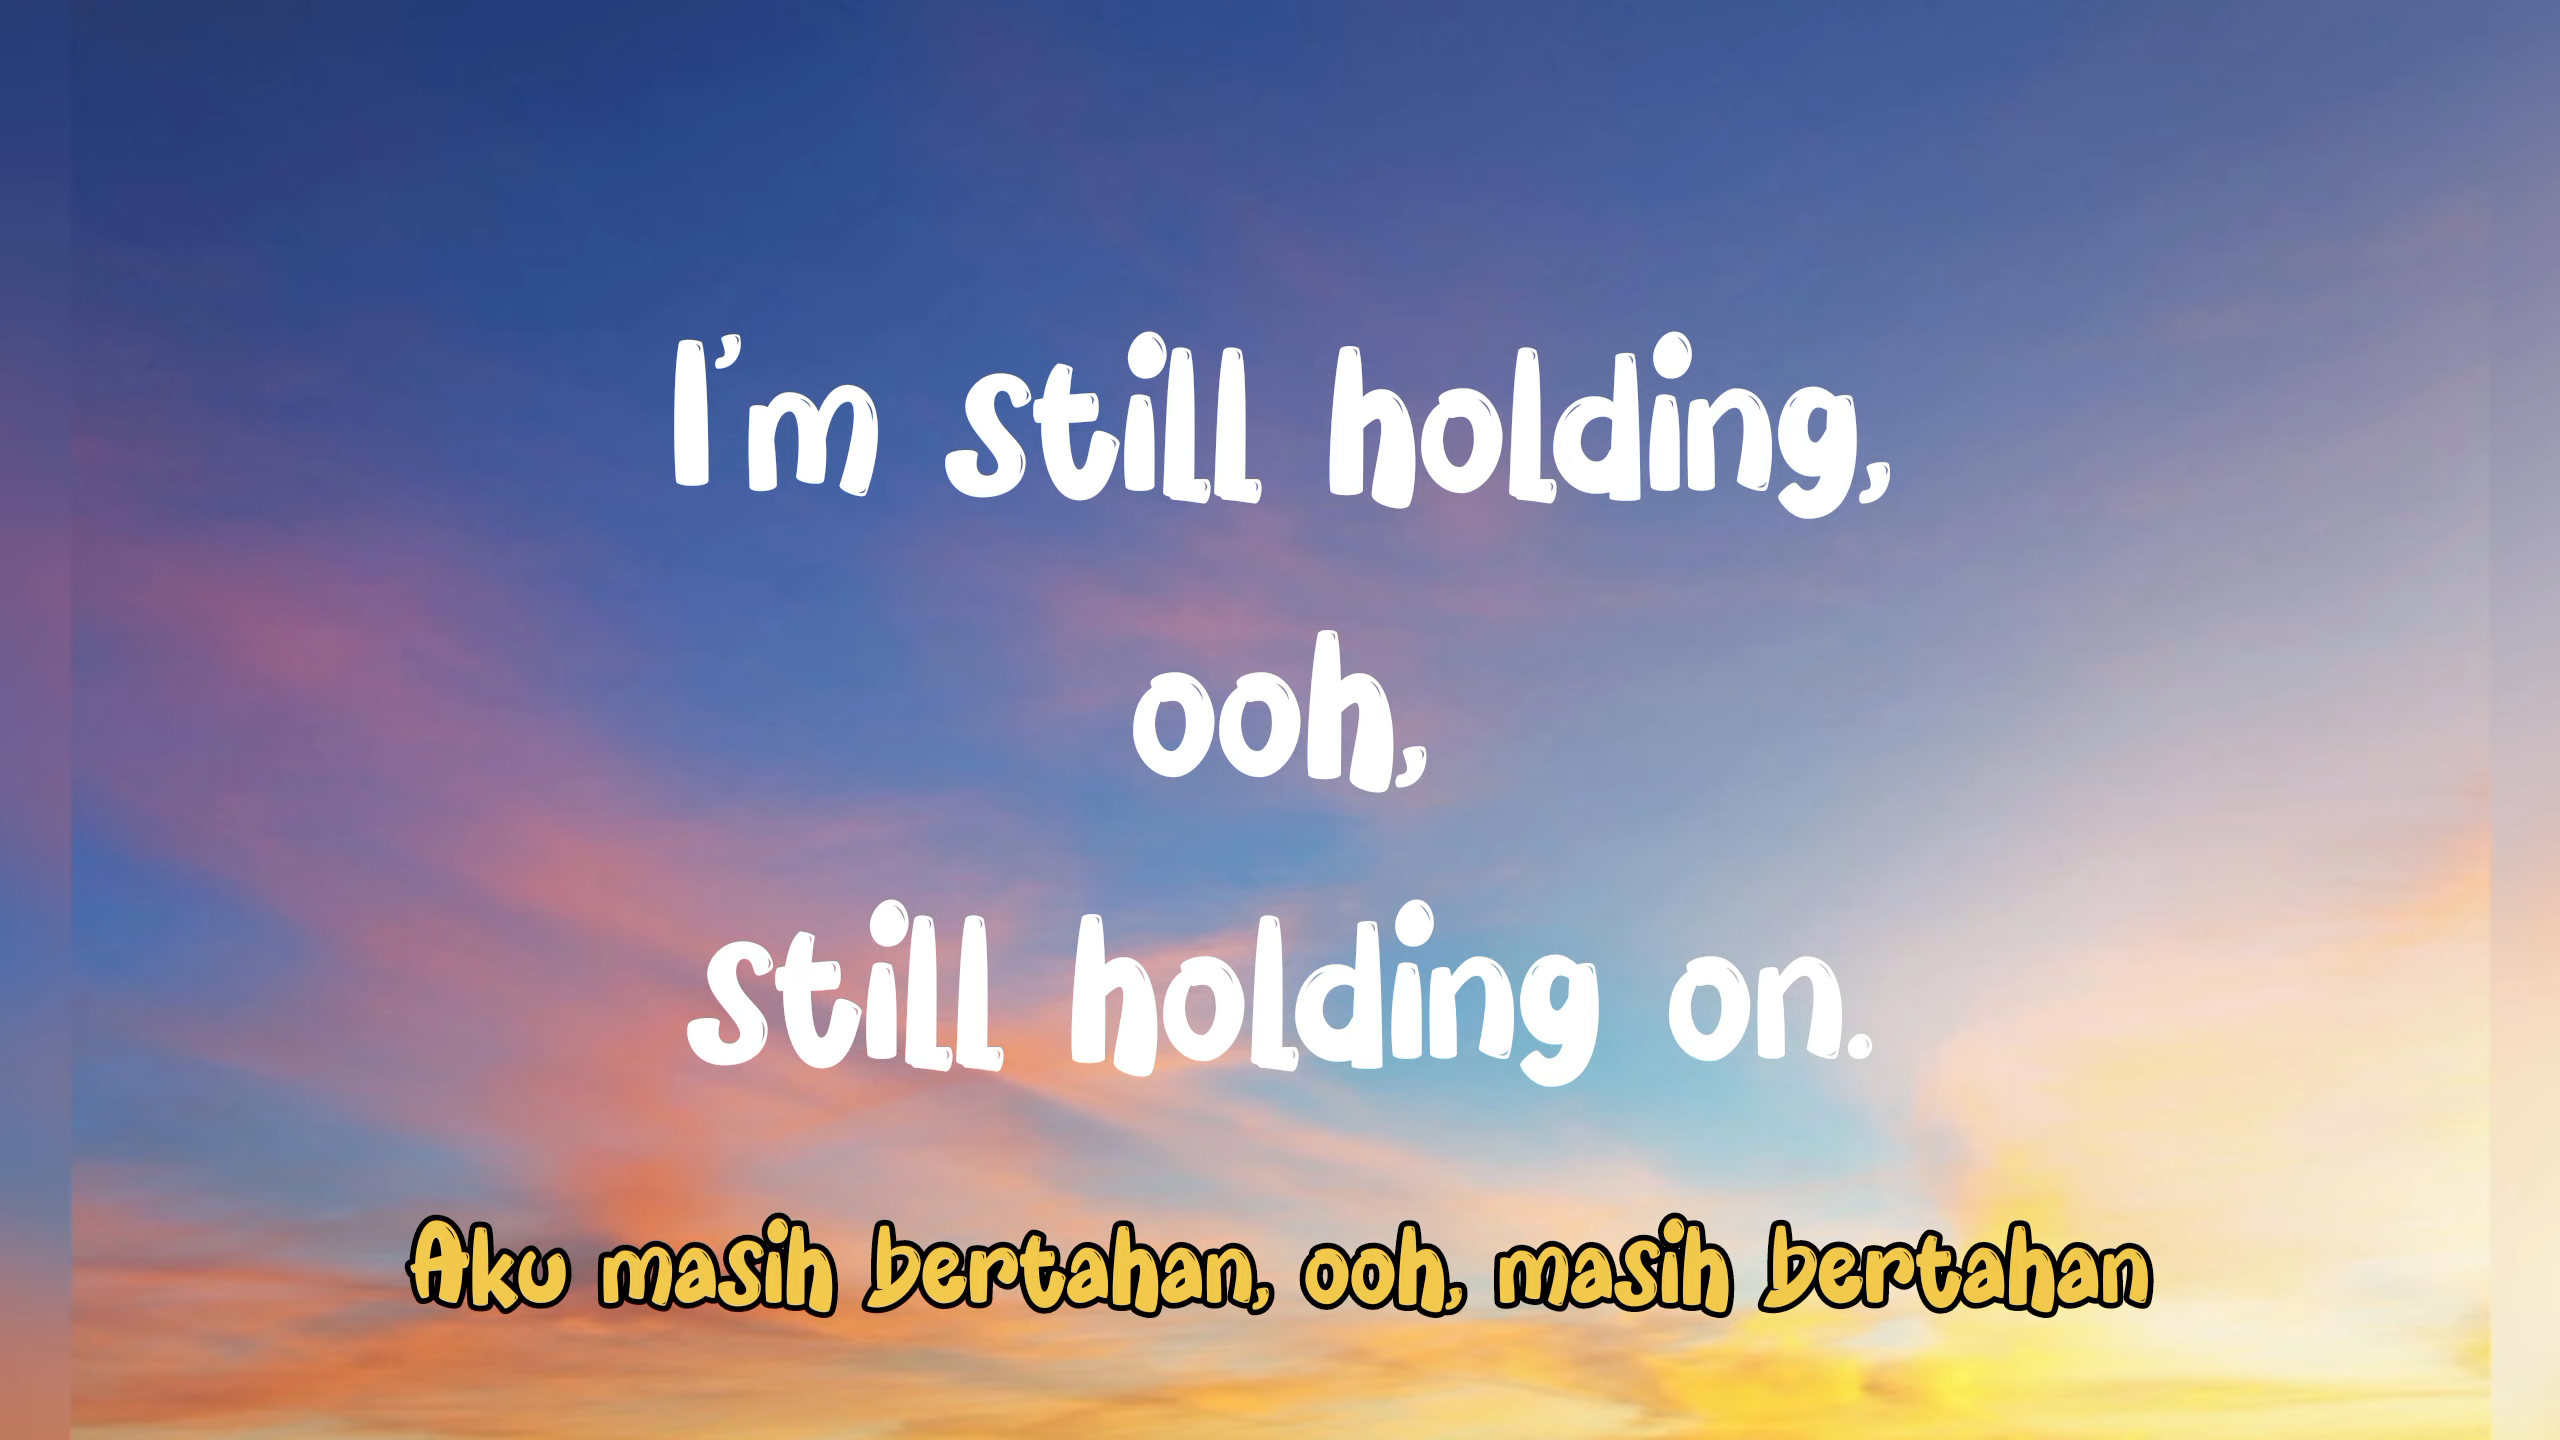 I'm still holding,
ooh,
still holding on.
Aku masih bertahan, ooh, masih bertahan